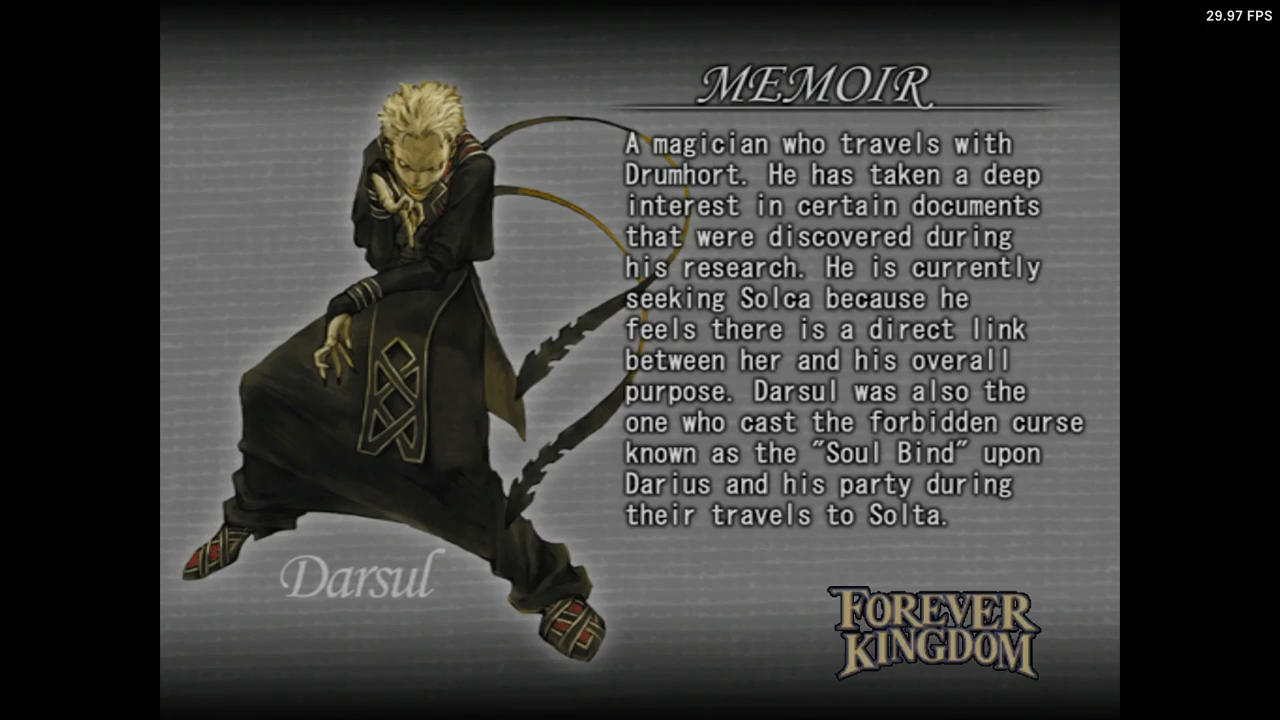 29.97 FPS
MEMOIR
A magician who travels with
Drumhort. He has taken a deep
interest in certain documents
that were discovered during
his research. He is currently
seeking Solca because he
feels there is a direct link
between her and his overall
purpose. Darsul was also the
one who cast the forbidden curse
known as the "Soul Bind" upon
Darius and his party during
their travels to Solta.
Darsul
FOREVER
KINGDOM